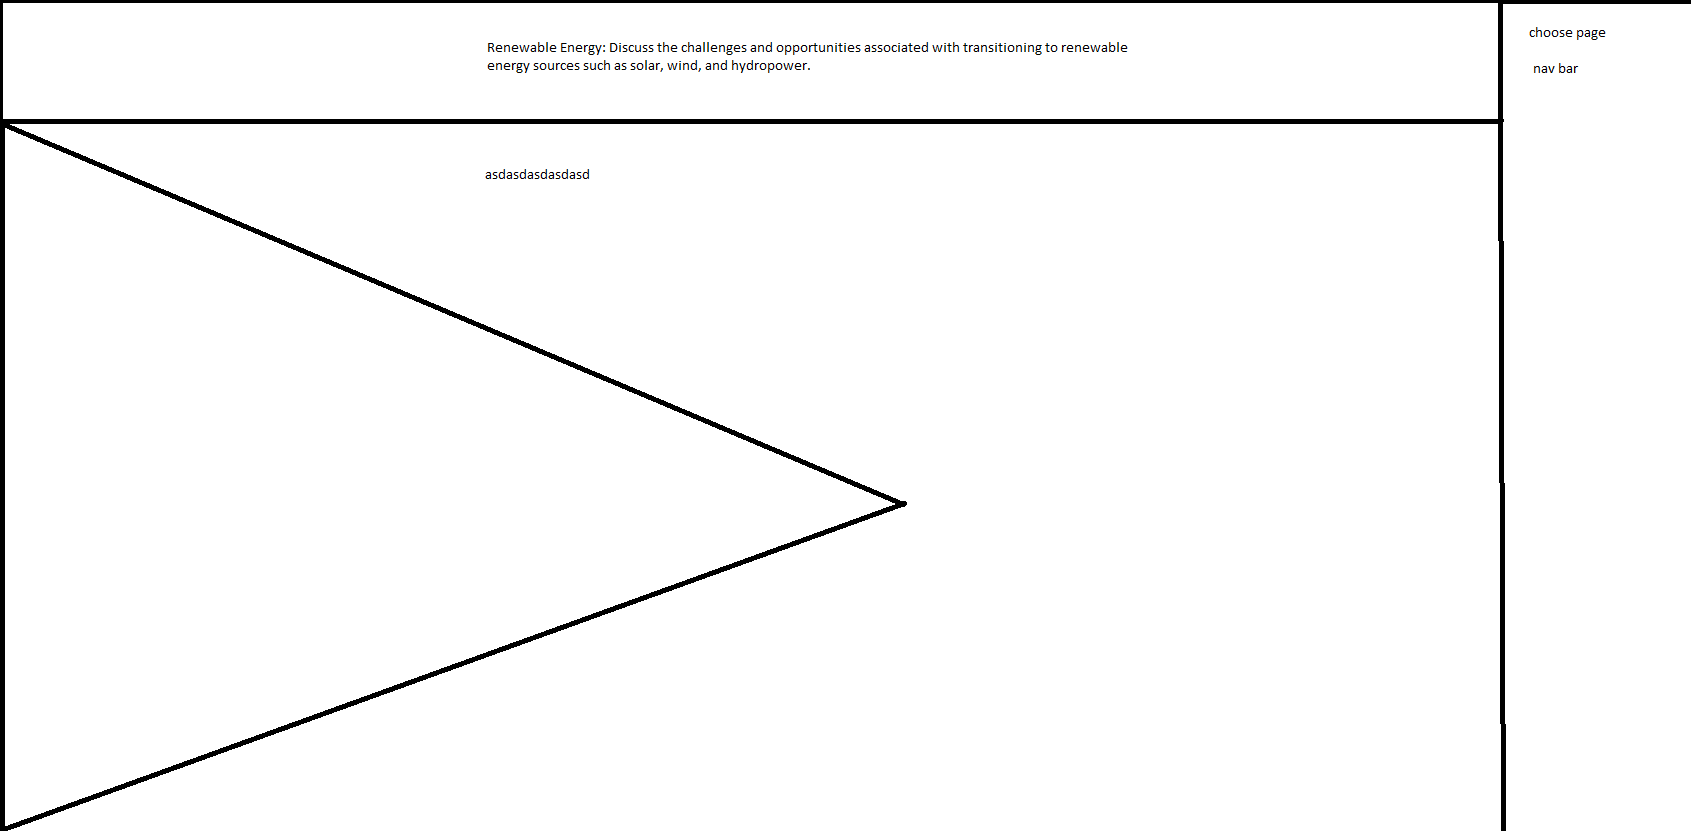 Renewable Energy: Discuss the challenges and opportunities associated with transitioning to renewable
energy sources such as solar, wind, and hydropower.
choose page
nav bar
asdasdasdasdasd